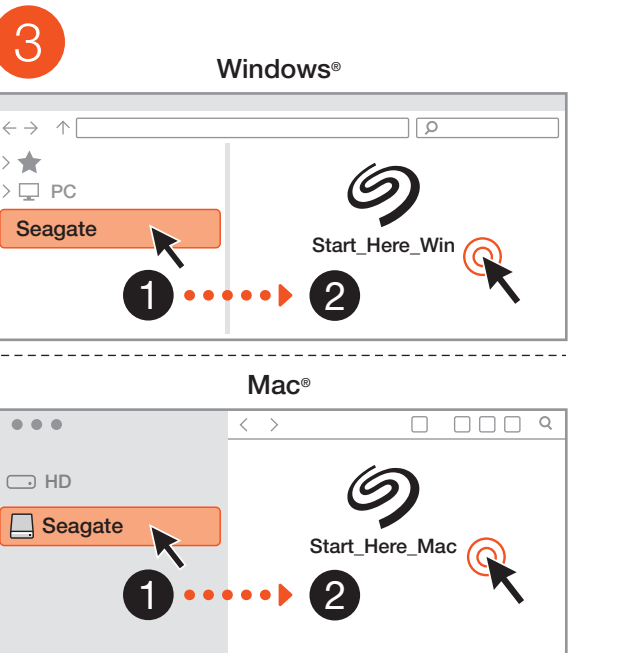 3
Windows®
PC
Seagate
Start_Here_Win
1 2
Mac®
HD
Seagate
Start_Here_Mac
1 2